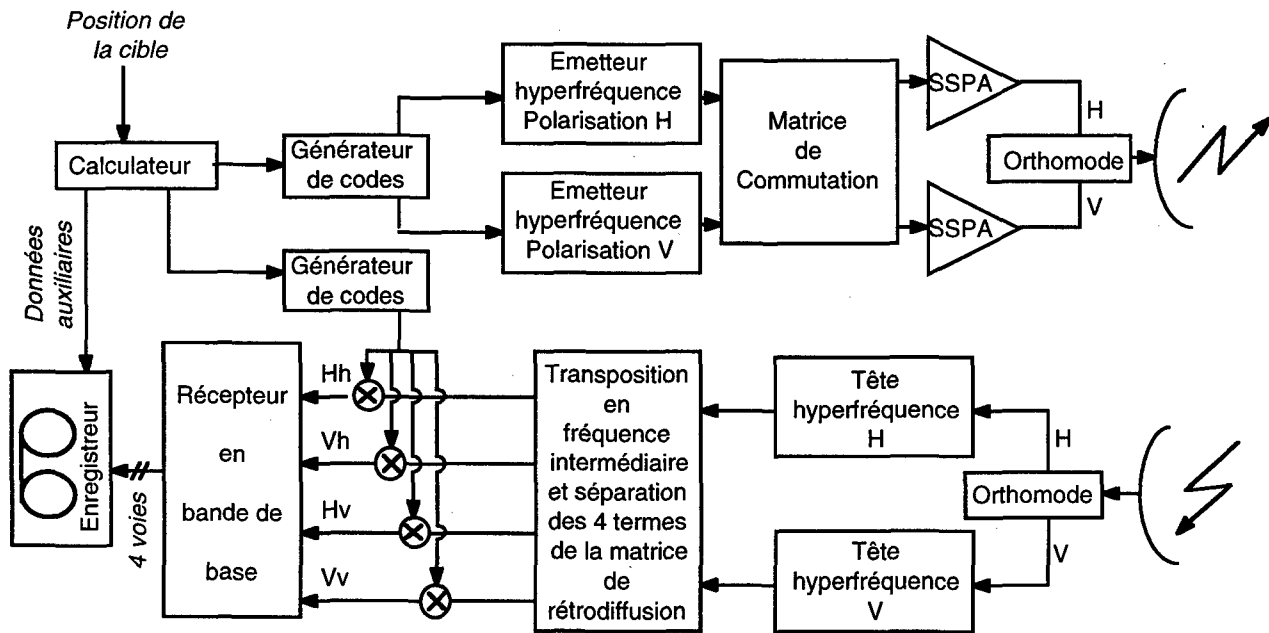 Position de
la cible
Calculateur
Données
auxiliaires
Générateur
de codes
Emetteur
hyperfréquence
Polarisation H
Emetteur
hyperfréquence
Polarisation V
Matrice
de
Commutation
SSPA
SSPA
H
Orthomode
V
Générateur
de codes
Enregistreur
4 voies
Récepteur
en
bande de
base
Hh
Vh
Hv
Vv
Transposition
en
fréquence
intermédiaire
et séparation
des 4 termes
de la matrice
de
rétrodiffusion
Tête
hyperfréquence
H
Tête
hyperfréquence
V
H
Orthomode
V